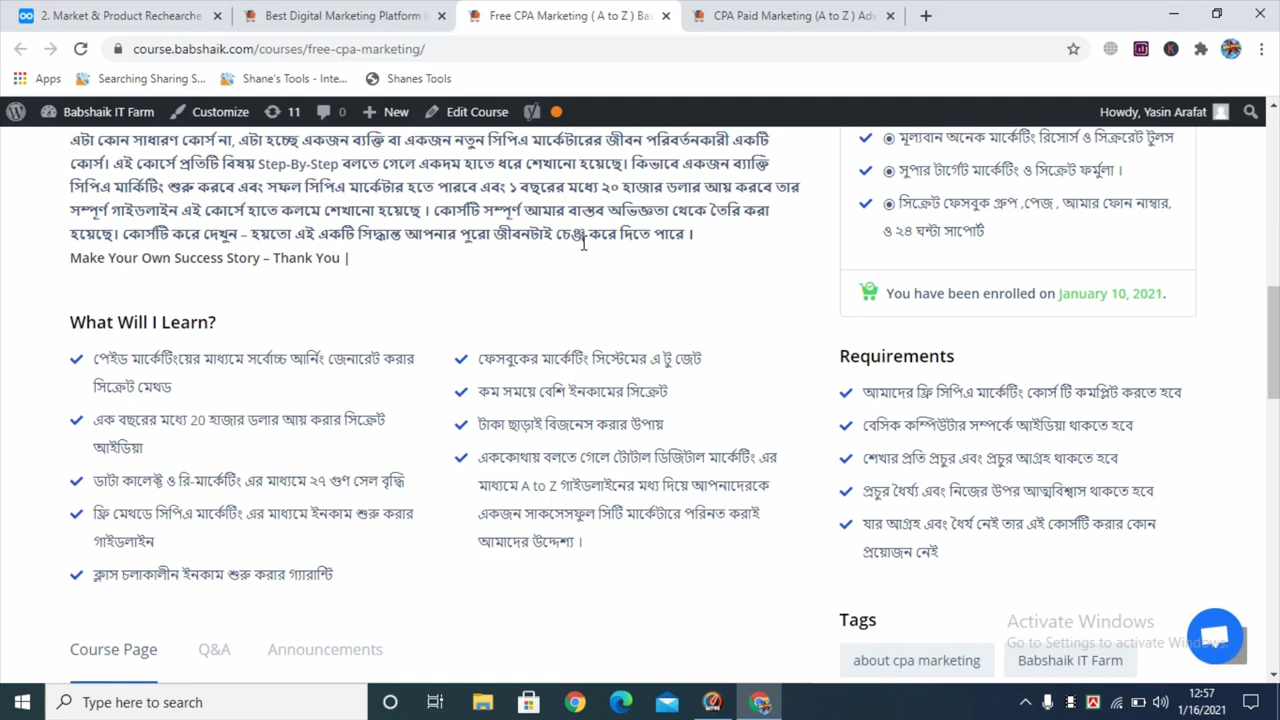 2. Market & Product Rechearche
Best Digital Marketing Platform i
Free CPA Marketing ( A to Z ) Bas
CPA Paid Marketing (A to Z ) Adv
course.babshaik.com/courses/free-cpa-marketing/
Apps
Searching Sharing S...
Shane's Tools - Inte...
Shanes Tools
Babshaik IT Farm
Customize
11
0
New
Edit Course
Howdy, Yasin Arafat
এটা কোন সাধারণ কোর্স না, এটা হচ্ছে একজন ব্যক্তি বা একজন নতুন সিপিএ মার্কেটারের জীবন পরিবর্তনকারী একটি
কোর্স। এই কোর্সে প্রতিটি বিষয় Step-By-Step বলতে গেলে একদম হাতে ধরে শেখানো হয়েছে। কিভাবে একজন ব্যাক্তি
সিপিএ মার্কিটিং শুরু করবে এবং সফল সিপিএ মার্কেটার হতে পারবে এবং ১ বছরের মধ্যে ২০ হাজার ডলার আয় করবে তার
সম্পূর্ণ গাইডলাইন এই কোর্সে হাতে কলমে শেখানো হয়েছে । কোর্সটি সম্পূর্ণ আমার বাস্তব অভিজ্ঞতা থেকে তৈরি করা
হয়েছে। কোর্সটি করে দেখুন – হয়তো এই একটি সিদ্ধান্ত আপনার পুরো জীবনটাই চেঞ্জ করে দিতে পারে ।
Make Your Own Success Story – Thank You |
What Will I Learn?
পেইড মার্কেটিংয়ের মাধ্যমে সর্বোচ্চ আর্নিং জেনারেট করার
সিক্রেট মেথড
এক বছরের মধ্যে 20 হাজার ডলার আয় করার সিক্রেট
আইডিয়া
ডাটা কালেক্ট ও রি-মার্কেটিং এর মাধ্যমে ২৭ গুণ সেল বৃদ্ধি
ফ্রি মেথডে সিপিএ মার্কেটিং এর মাধ্যমে ইনকাম শুরু করার
গাইডলাইন
ক্লাস চলাকালীন ইনকাম শুরু করার গ্যারান্টি
ফেসবুকের মার্কেটিং সিস্টেমের এ টু জেট
কম সময়ে বেশি ইনকামের সিক্রেট
টাকা ছাড়াই বিজনেস করার উপায়
এককোথায় বলতে গেলে টোটাল ডিজিটাল মার্কেটিং এর
মাধ্যমে A to Z গাইডলাইনের মধ্য দিয়ে আপনাদেরকে
একজন সাকসেসফুল সিটি মার্কেটারে পরিনত করাই
আমাদের উদ্দেশ্য ।
Course Page
Q&A
Announcements
মূল্যবান অনেক মার্কেটিং রিসোর্স ও সিক্ররেট টুলস
সুপার টার্গেট মার্কেটিং ও সিক্রেট ফর্মুলা ।
সিক্রেট ফেসবুক গ্রুপ ,পেজ , আমার ফোন নাম্বার,
ও ২৪ ঘন্টা সাপোর্ট
You have been enrolled on January 10, 2021.
Requirements
আমাদের ফ্রি সিপিএ মার্কেটিং কোর্স টি কমপ্লিট করতে হবে
বেসিক কম্পিউটার সম্পর্কে আইডিয়া থাকতে হবে
শেখার প্রতি প্রচুর এবং প্রচুর আগ্রহ থাকতে হবে
প্রচুর ধৈর্য্য এবং নিজের উপর আত্মবিশ্বাস থাকতে হবে
যার আগ্রহ এবং ধৈর্য নেই তার এই কোর্সটি করার কোন
প্রয়োজন নেই
Tags
about cpa marketing
Babshaik IT Farm
Activate Windows
Go to Settings to activate Windows.
Type here to search
12:57
1/16/2021